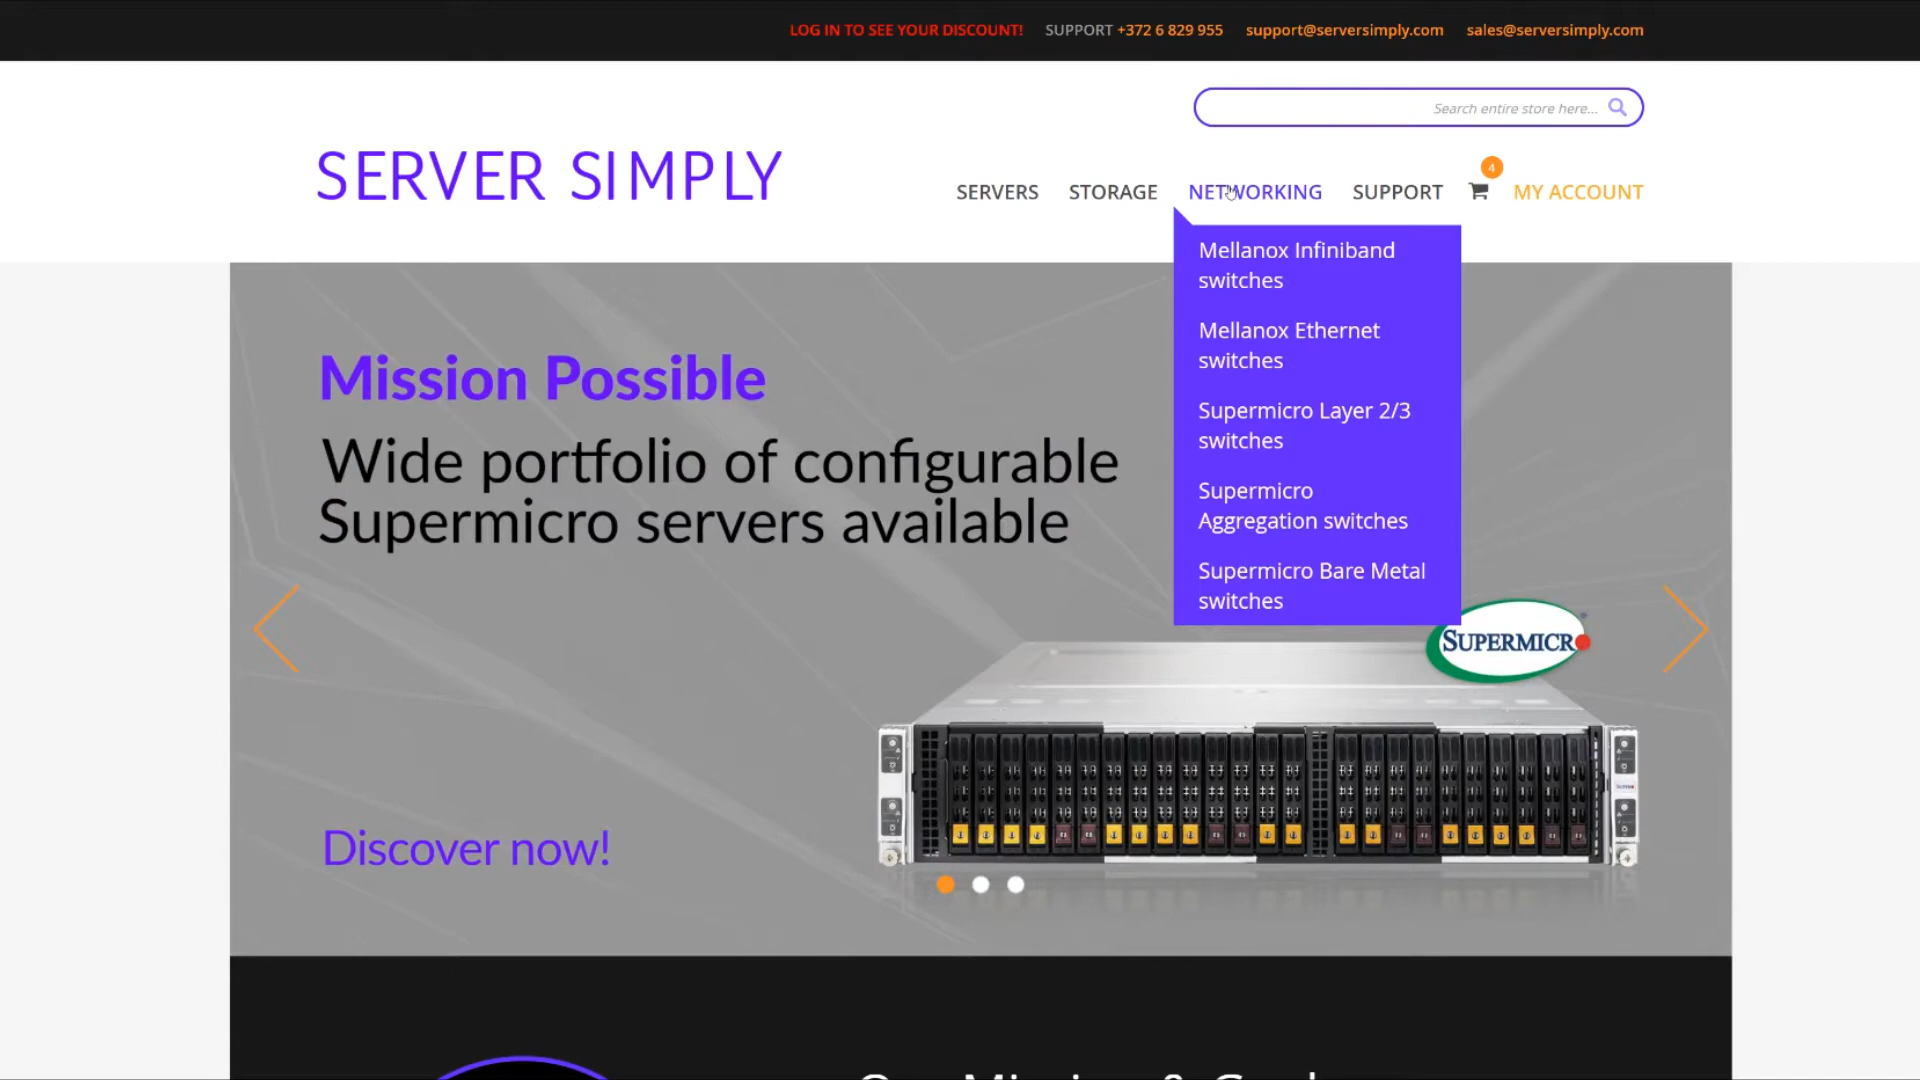 LOG IN TO SEE YOUR DISCOUNT! SUPPORT +372 6 829 955 support@serversimply.com sales@serversimply.com
Search entire store here...
SERVER SIMPLY
4
SERVERS STORAGE NETWORKING SUPPORT MY ACCOUNT
Mellanox Infiniband
switches
Mellanox Ethernet
switches
Supermicro Layer 2/3
switches
Supermicro
Aggregation switches
Supermicro Bare Metal
switches
Mission Possible
Wide portfolio of configurable
Supermicro servers available
SUPERMICR
Discover now!